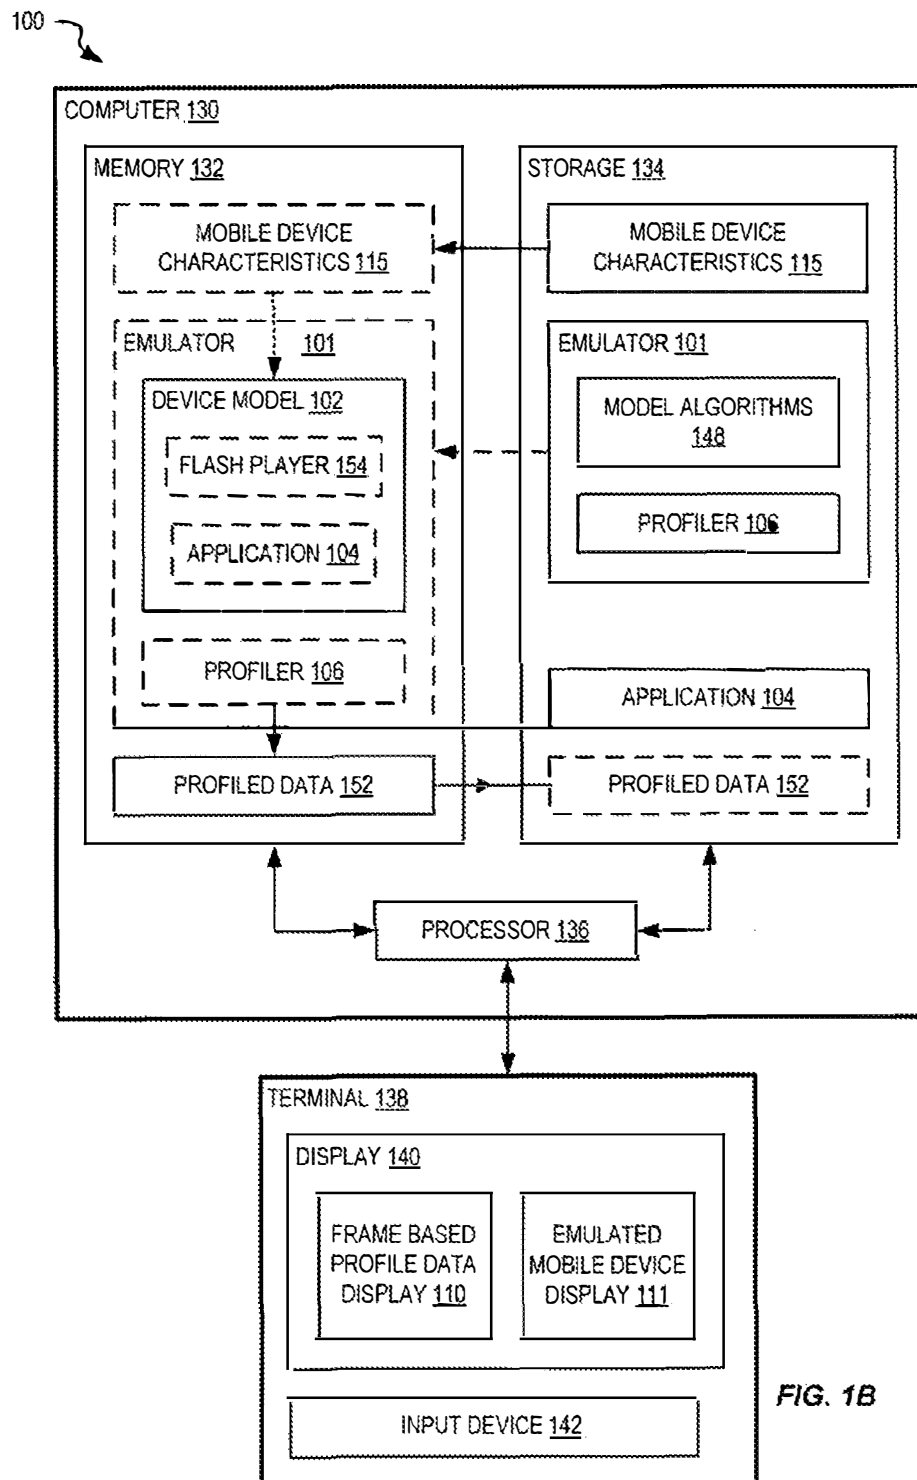 100
COMPUTER 130
MEMORY 132
MOBILE DEVICE
CHARACTERISTICS 115
EMULATOR 101
DEVICE MODEL 102
FLASH PLAYER 154
APPLICATION 104
PROFILER 106
PROFILED DATA 152
STORAGE 134
MOBILE DEVICE
CHARACTERISTICS 115
EMULATOR 101
MODEL ALGORITHMS
148
PROFILER 106
APPLICATION 104
PROFILED DATA 152
PROCESSOR 136
TERMINAL 138
DISPLAY 140
FRAME BASED
PROFILE DATA
DISPLAY 110
EMULATED
MOBILE DEVICE
DISPLAY 111
INPUT DEVICE 142
FIG. 1B